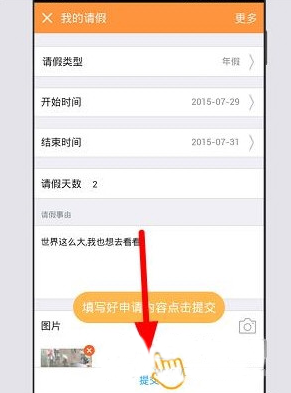 我的请假 更多
请假类型 年假
开始时间 2015-07-29
结束时间 2015-07-31
请假天数 2
请假事由
世界这么大,我也想去看看
填写好申请内容点击提交
图片
提交